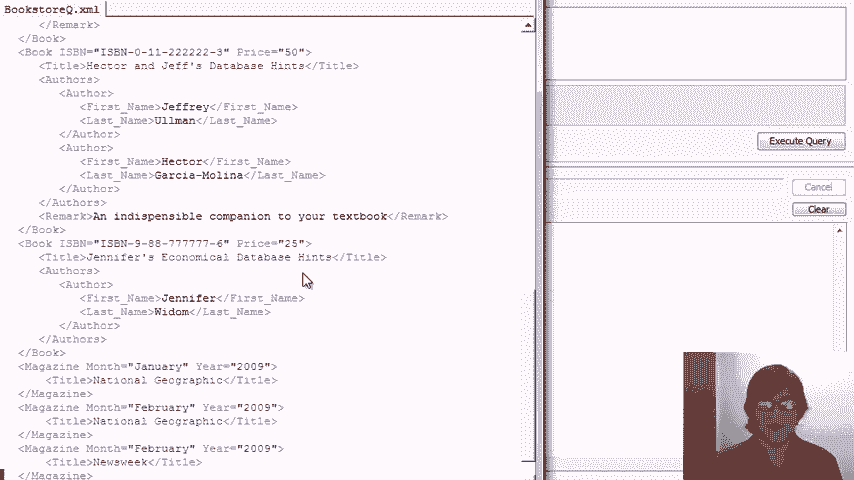 BookstoreQ.xml
</Remark>
</Book>
<Book ISBN="ISBN-0-11-222222-3" Price="50">
<Title>Hector and Jeff's Database Hints</Title>
<Authors>
<Author>
<First_Name>Jeffrey</First_Name>
<Last_Name>Ullman</Last_Name>
</Author>
<Author>
<First_Name>Hector</First_Name>
<Last_Name>Garcia-Molina</Last_Name>
</Author>
</Authors>
<Remark>An indispensible companion to your textbook</Remark>
</Book>
<Book ISBN="ISBN-9-88-777777-6" Price="25">
<Title>Jennifer's Economical Database Hints</Title>
<Authors>
<Author>
<First_Name>Jennifer</First_Name>
<Last_Name>Widom</Last_Name>
</Author>
</Authors>
</Book>
<Magazine Month="January" Year="2009">
<Title>National Geographic</Title>
</Magazine>
<Magazine Month="February" Year="2009">
<Title>National Geographic</Title>
</Magazine>
<Magazine Month="February" Year="2009">
<Title>Newsweek</Title>
</Magazine>
Execute Query
Cancel
Clear